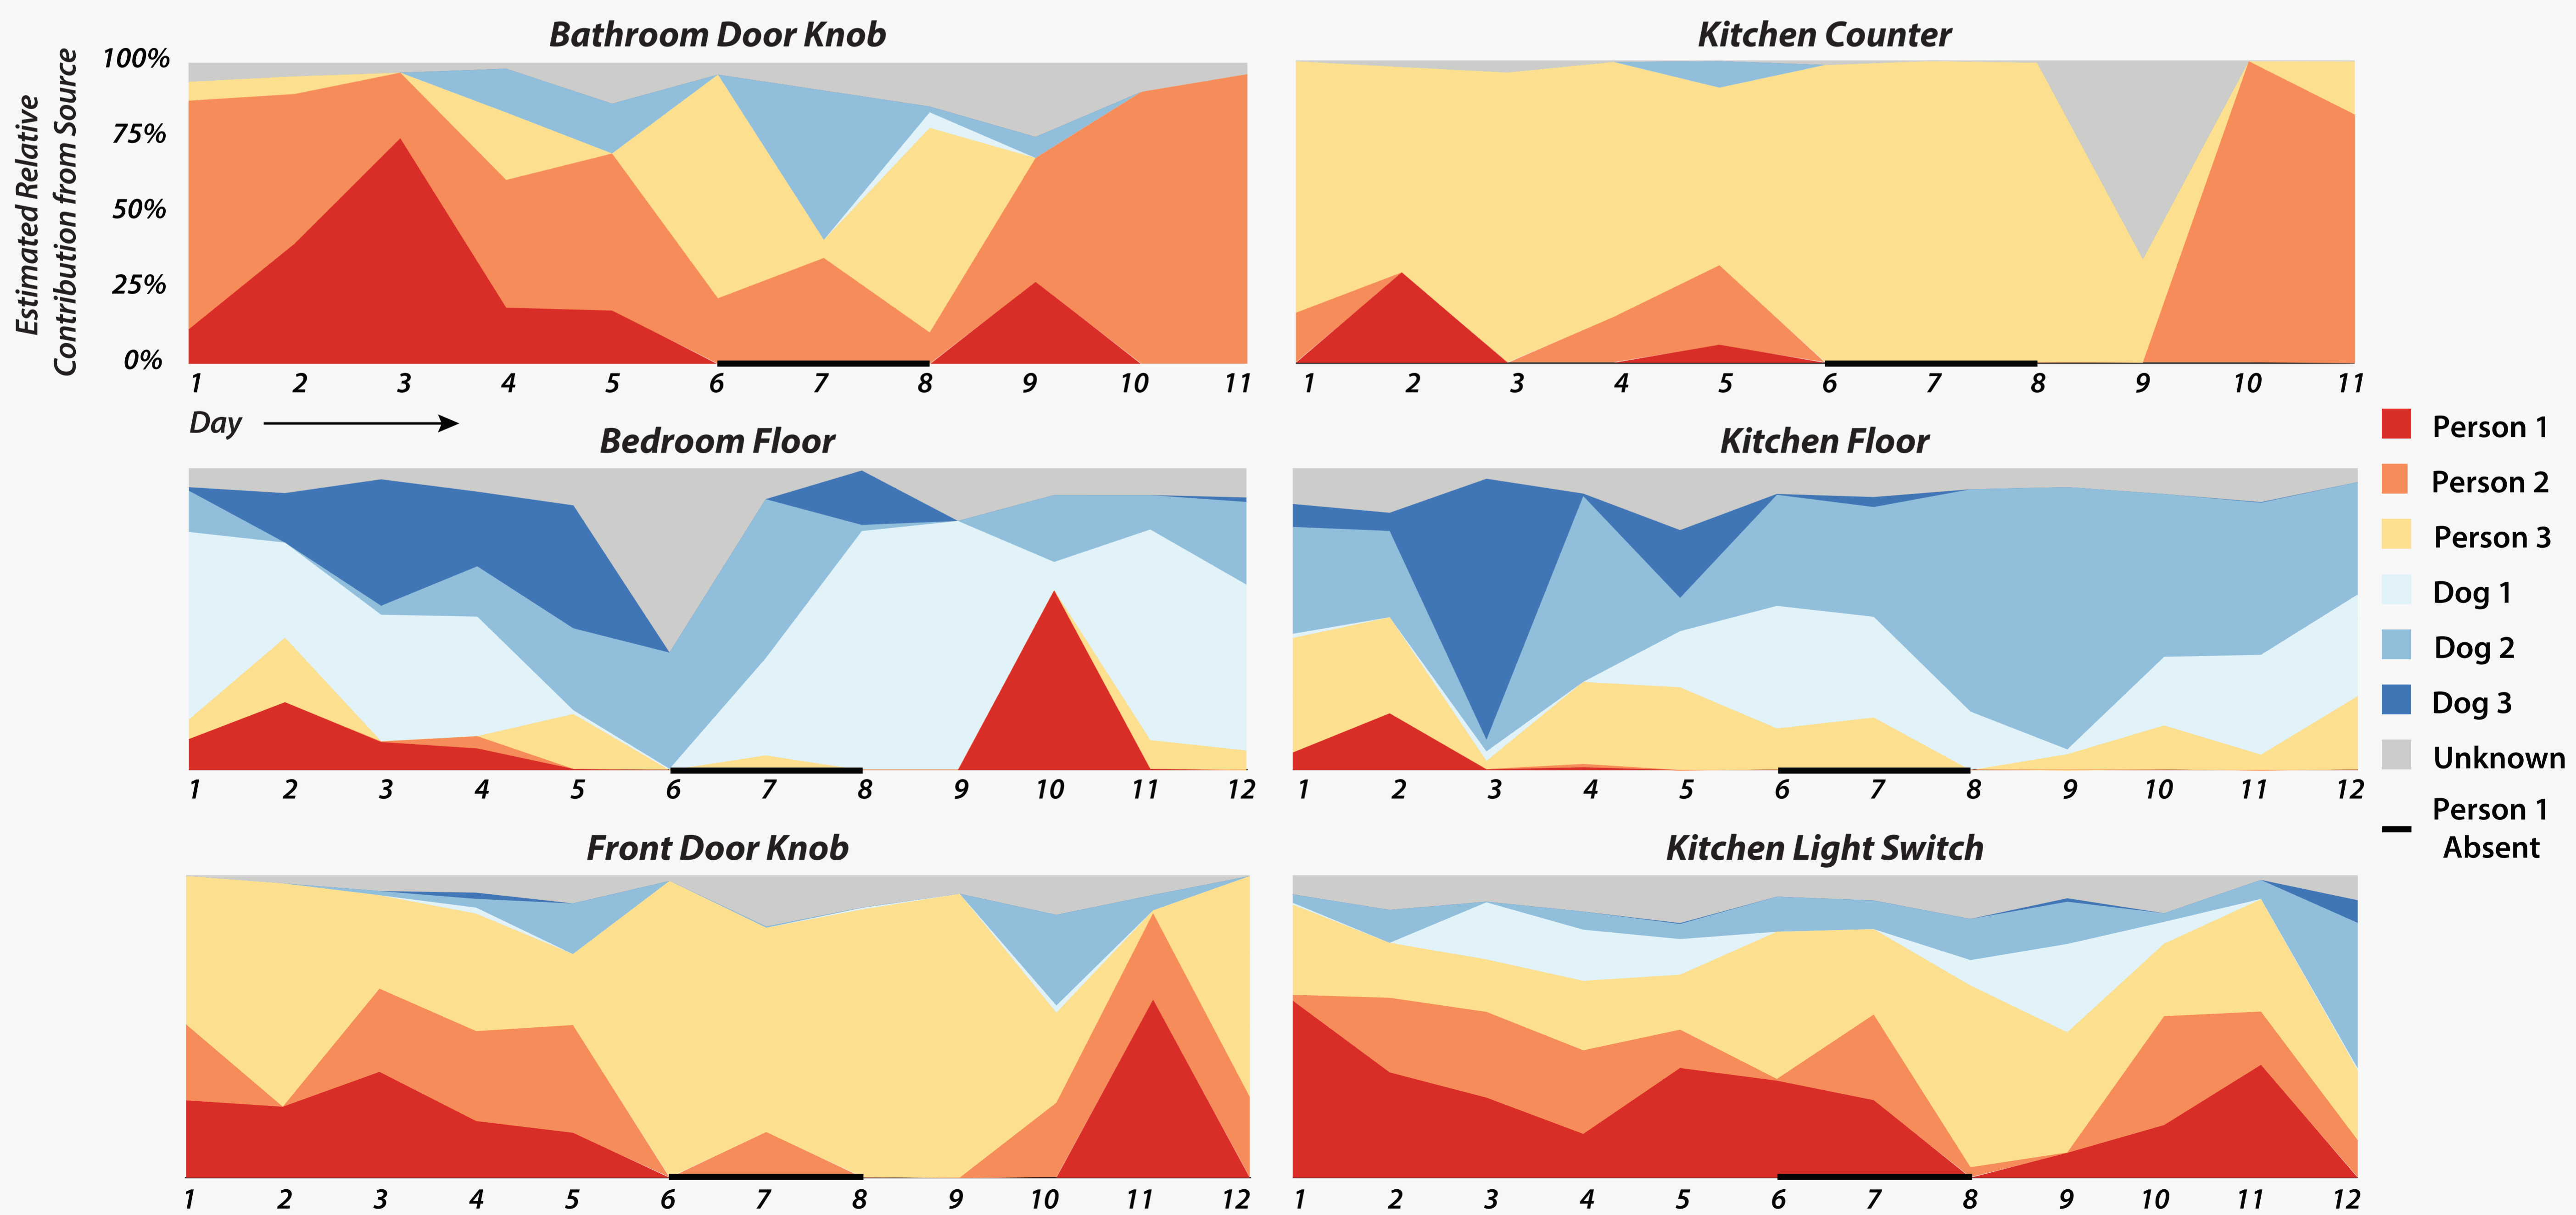 Bathroom Door Knob
Kitchen Counter
Estimated Relative
Contribution from Source
100%
75%
50%
25%
0%
1 2 3 4 5 6 7 8 9 10 11
1 2 3 4 5 6 7 8 9 10 11
Day
Bedroom Floor
Kitchen Floor
1 2 3 4 5 6 7 8 9 10 11 12
1 2 3 4 5 6 7 8 9 10 11 12
Front Door Knob
Kitchen Light Switch
1 2 3 4 5 6 7 8 9 10 11 12
1 2 3 4 5 6 7 8 9 10 11 12
Person 1
Person 2
Person 3
Dog 1
Dog 2
Dog 3
Unknown
Person 1
Absent